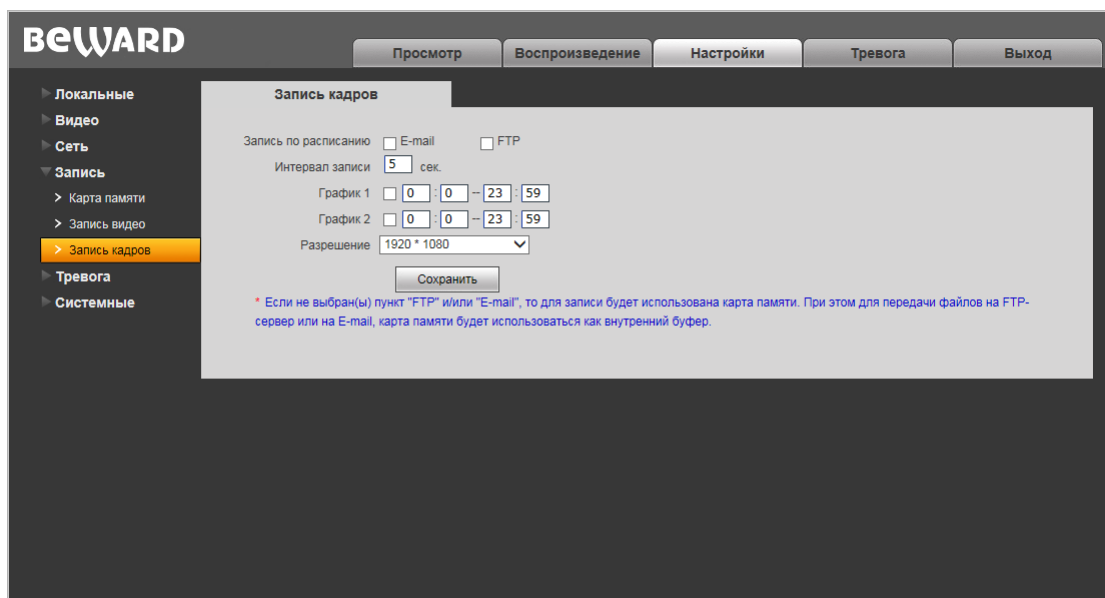 BEWARD
Просмотр Воспроизведение Настройки Тревога Выход
Локальные
Видео
Сеть
Запись
> Карта памяти
> Запись видео
> Запись кадров
Тревога
Системные
Запись кадров
Запись по расписанию E-mail FTP
Интервал записи 5 сек.
График 1 0 : 0 -- 23 : 59
График 2 0 : 0 -- 23 : 59
Разрешение 1920 * 1080
Сохранить
* Если не выбран(ы) пункт "FTP" и/или "E-mail", то для записи будет использована карта памяти. При этом для передачи файлов на FTP-
сервер или на E-mail, карта памяти будет использоваться как внутренний буфер.